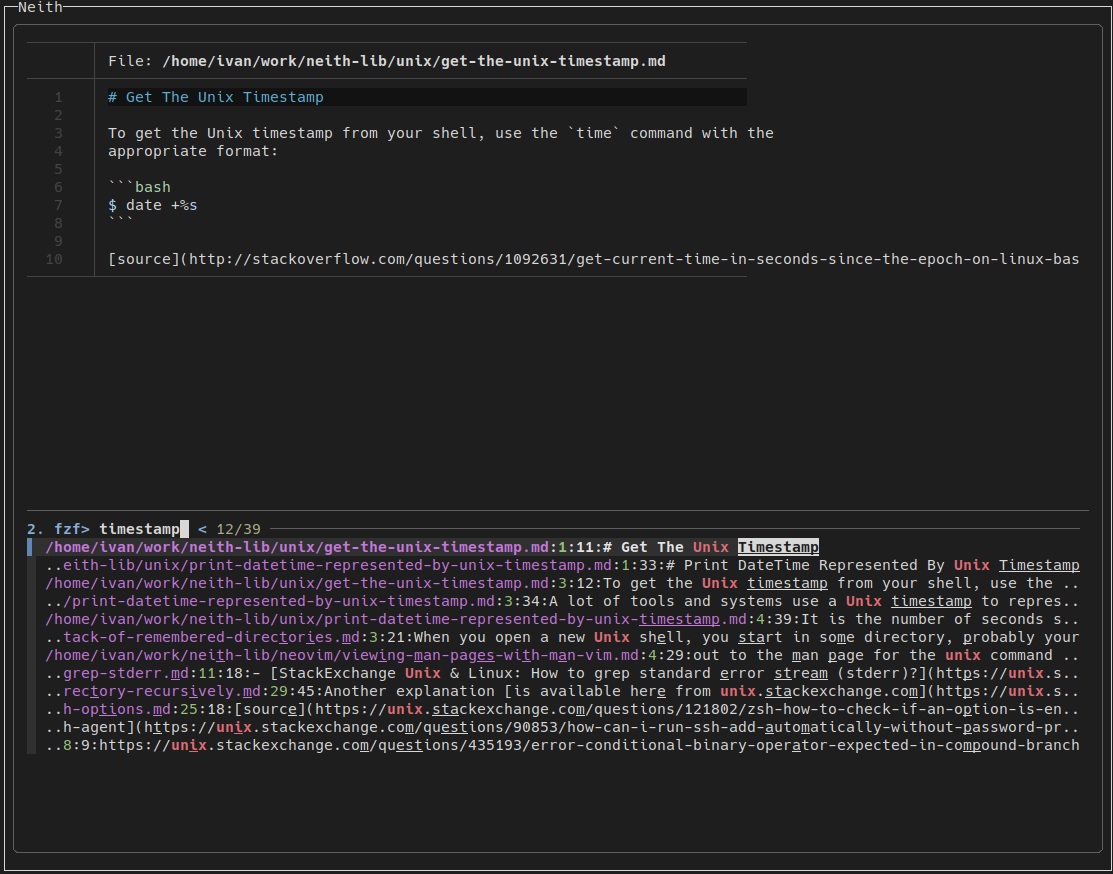 Neith
File: /home/ivan/work/neith-lib/unix/get-the-unix-timestamp.md
1 # Get The Unix Timestamp
2
3 To get the Unix timestamp from your shell, use the `time` command with the
4 appropriate format:
5
6 ```bash
7 $ date +%s
8 ```
9
10 [source](http://stackoverflow.com/questions/1092631/get-current-time-in-seconds-since-the-epoch-on-linux-bas
2. fzf> timestamp < 12/39
/home/ivan/work/neith-lib/unix/get-the-unix-timestamp.md:1:11:# Get The Unix Timestamp
..eith-lib/unix/print-datetime-represented-by-unix-timestamp.md:1:33:# Print DateTime Represented By Unix Timestamp
/home/ivan/work/neith-lib/unix/get-the-unix-timestamp.md:3:12:To get the Unix timestamp from your shell, use the ..
../print-datetime-represented-by-unix-timestamp.md:3:34:A lot of tools and systems use a Unix timestamp to repres..
/home/ivan/work/neith-lib/unix/print-datetime-represented-by-unix-timestamp.md:4:39:It is the number of seconds s..
..tack-of-remembered-directories.md:3:21:When you open a new Unix shell, you start in some directory, probably your
/home/ivan/work/neith-lib/neovim/viewing-man-pages-with-man-vim.md:4:29:out to the man page for the unix command ..
..grep-stderr.md:11:18:- [StackExchange Unix & Linux: How to grep standard error stream (stderr)?](https://unix.s..
..rectory-recursively.md:29:45:Another explanation [is available here from unix.stackexchange.com](https://unix.s..
..h-options.md:25:18:[source](https://unix.stackexchange.com/questions/121802/zsh-how-to-check-if-an-option-is-en..
..h-agent](https://unix.stackexchange.com/questions/90853/how-can-i-run-ssh-add-automatically-without-password-pr..
..8:9:https://unix.stackexchange.com/questions/435193/error-conditional-binary-operator-expected-in-compound-branch